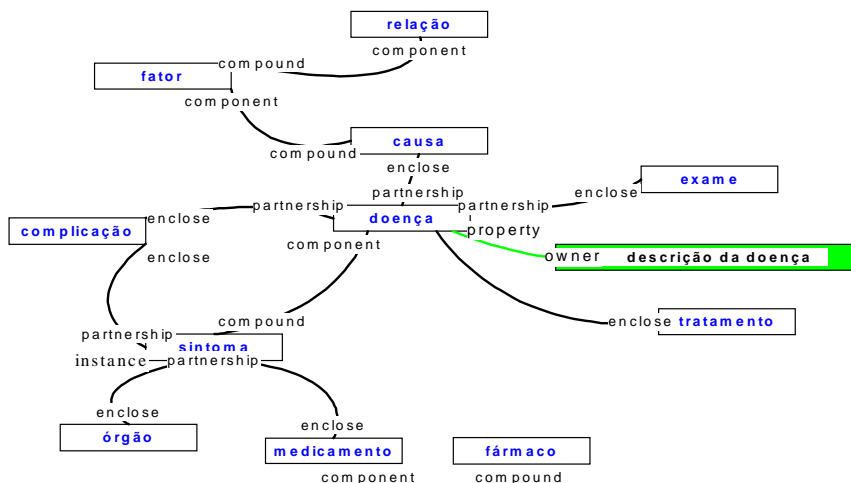 relação
component
compound
fator
component
causa
compound
enclose
exame
enclose
partnership
partnership
partnership
enclose
doença
complicação
property
component
enclose
owner
descrição da doença
compound
enclose
tratamento
partnership
sintoma
instance
partnership
enclose
enclose
órgão
medicamento
fármaco
component
compound